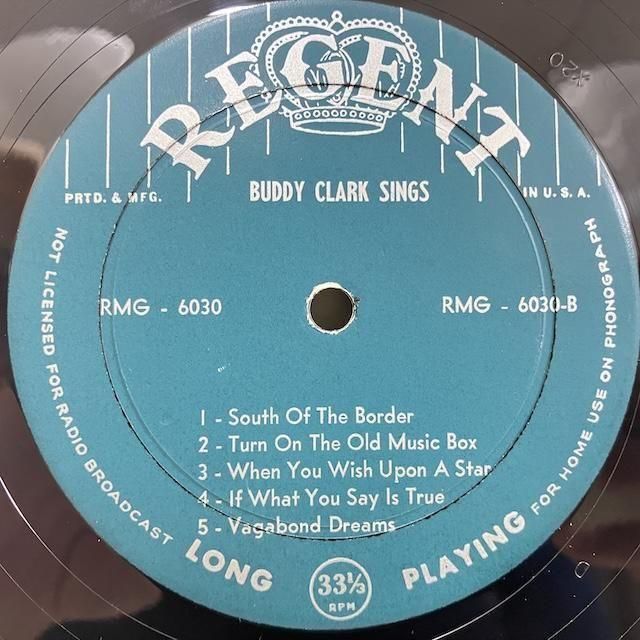 REGENT
PRTD. & MFG.
IN U.S.A.
BUDDY CLARK SINGS
RMG - 6030
RMG - 6030-B
1 - South Of The Border
2 - Turn On The Old Music Box
3 - When You Wish Upon A Star
4 - If What You Say Is True
5 - Vagabond Dreams
NOT LICENSED FOR RADIO BROADCAST
LONG PLAYING
FOR HOME USE ON PHONOGRAPH
33⅓
RPM